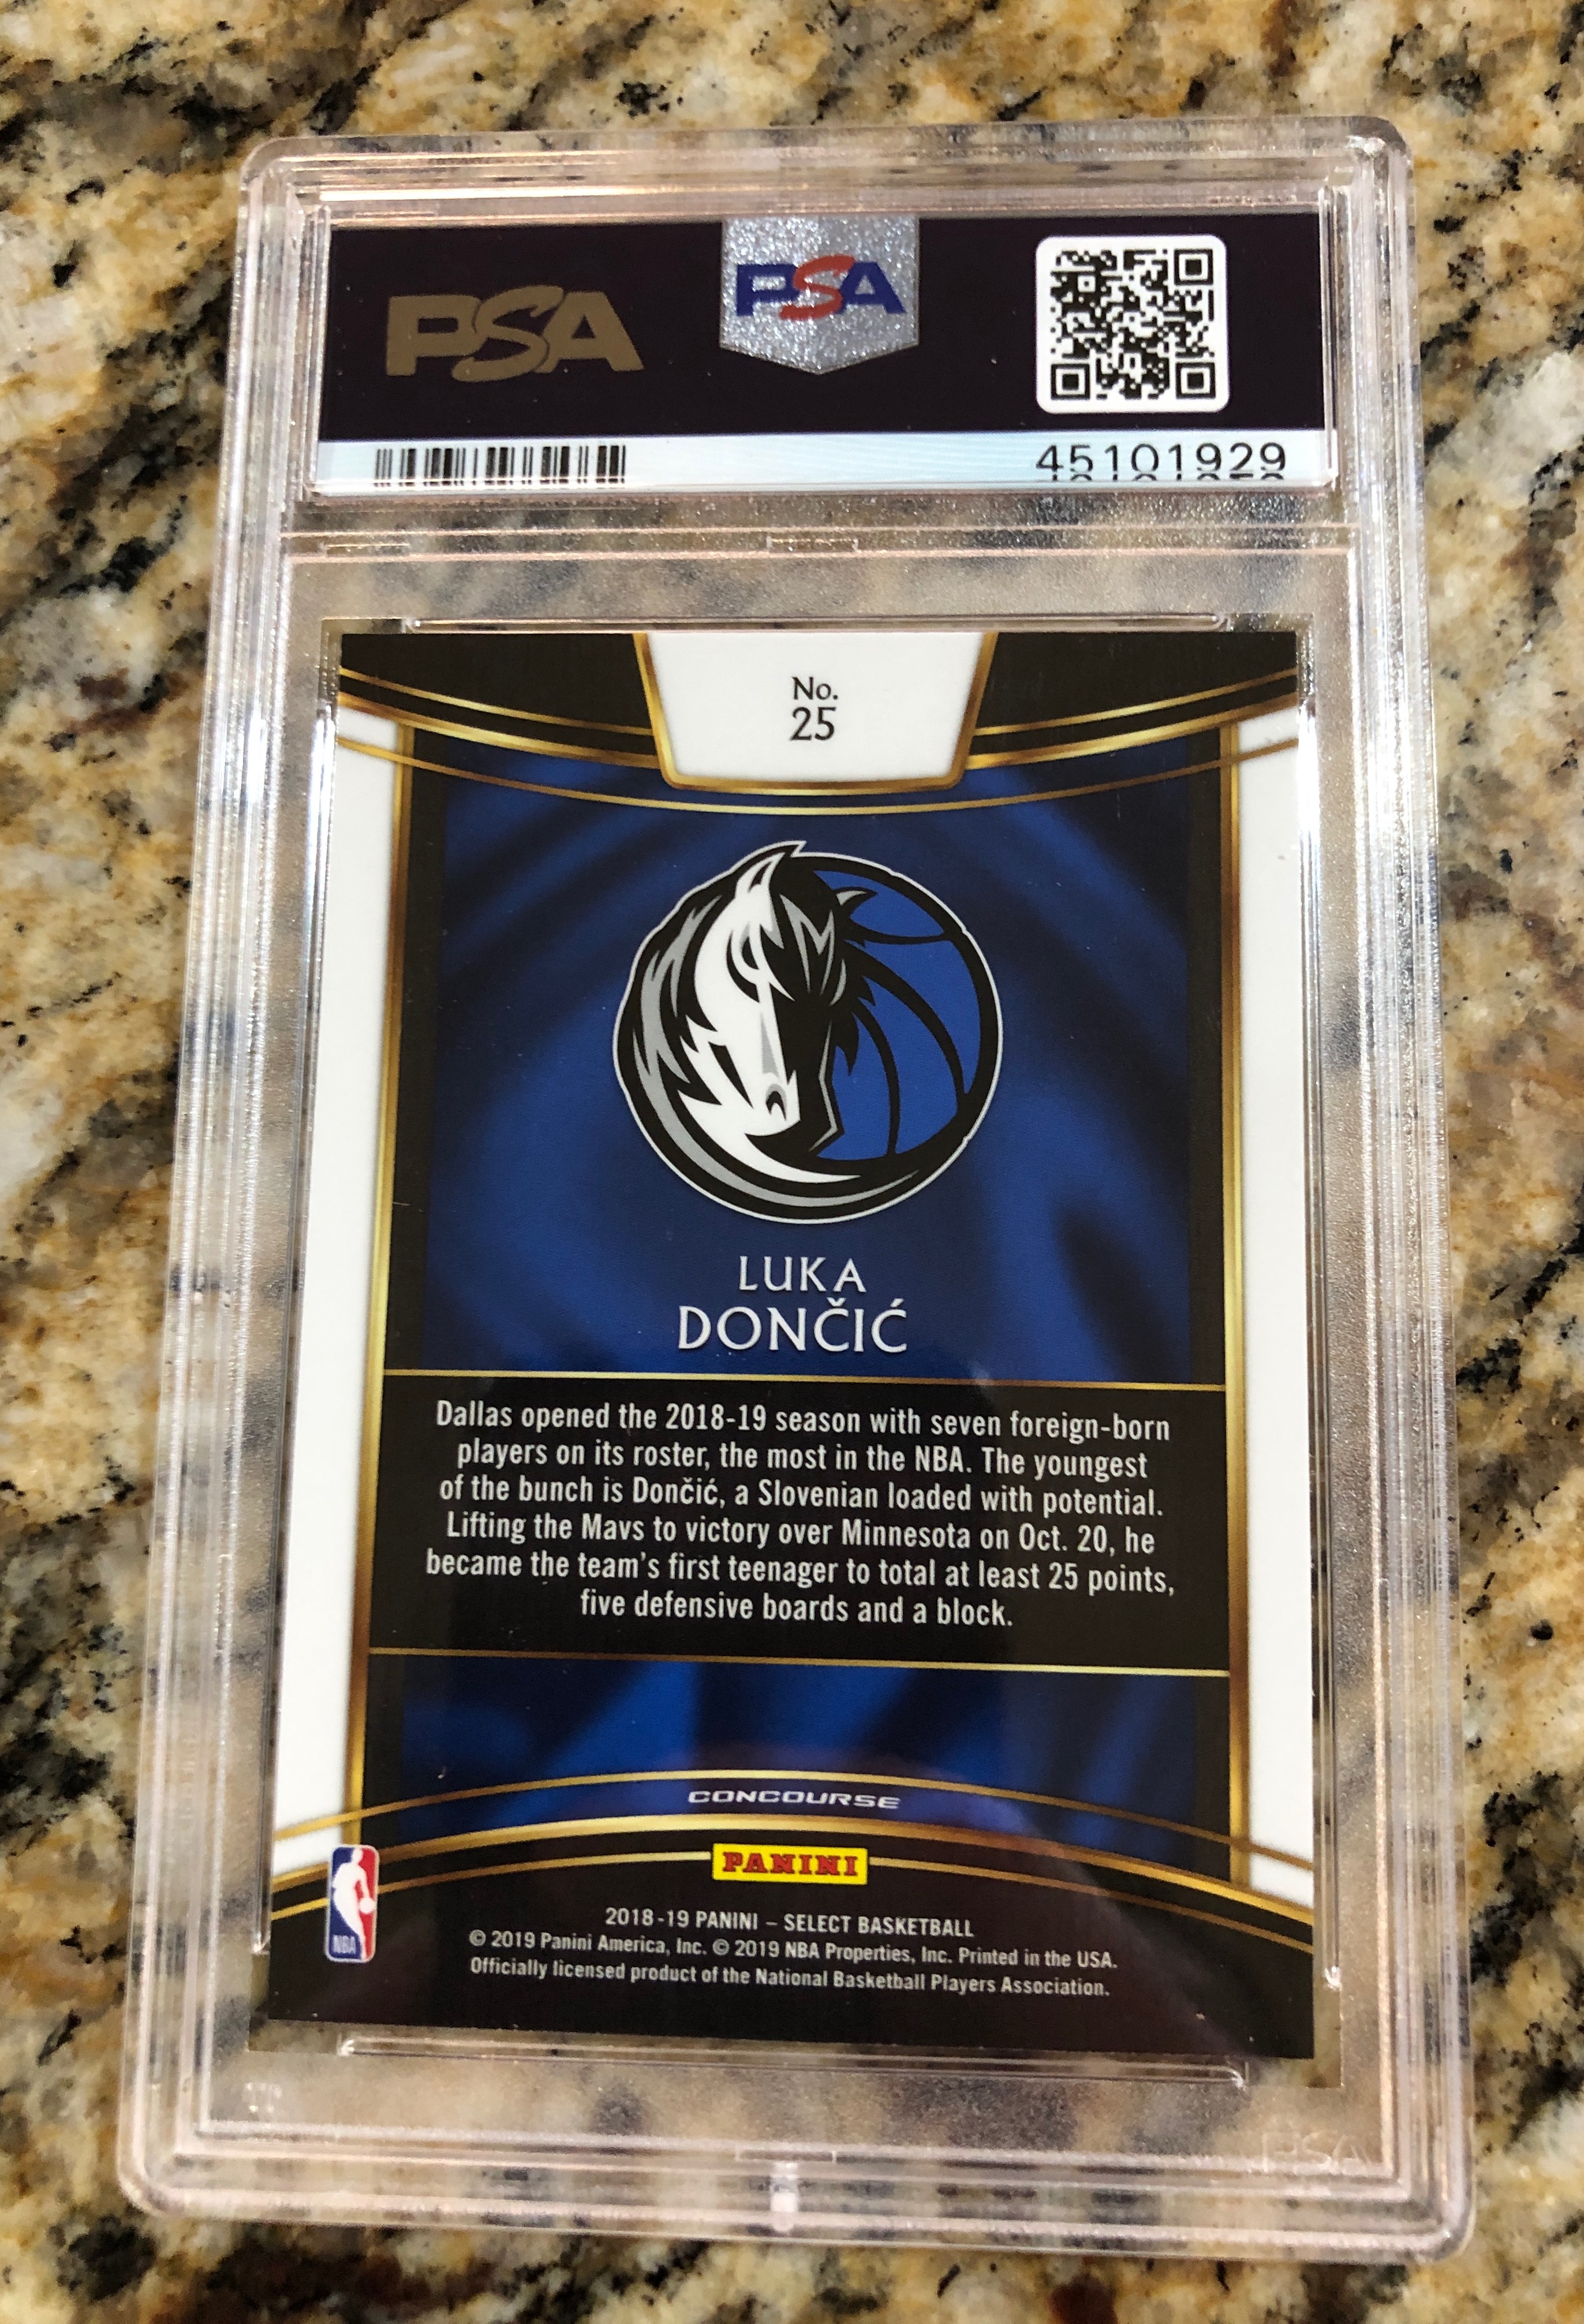 PSA PSA
45101929
No.
25
LUKA
DONČIĆ
Dallas opened the 2018-19 season with seven foreign-born
players on its roster, the most in the NBA. The youngest
of the bunch is Dončić, a Slovenian loaded with potential.
Lifting the Mavs to victory over Minnesota on Oct. 20, he
became the team's first teenager to total at least 25 points,
five defensive boards and a block.
CONCOURSE
PANINI
NBA
2018-19 PANINI – SELECT BASKETBALL
© 2019 Panini America, Inc. © 2019 NBA Properties, Inc. Printed in the USA.
Officially licensed product of the National Basketball Players Association.
PSA